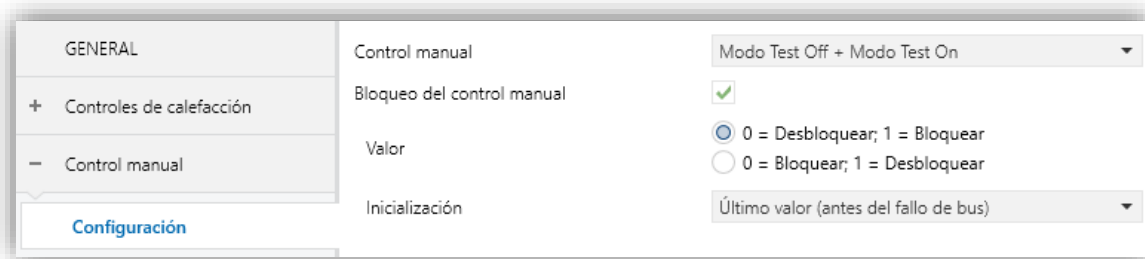 GENERAL
+ Controles de calefacción
− Control manual
Configuración
Control manual
Modo Test Off + Modo Test On
Bloqueo del control manual
Valor
0 = Desbloquear; 1 = Bloquear
0 = Bloquear; 1 = Desbloquear
Inicialización
Último valor (antes del fallo de bus)